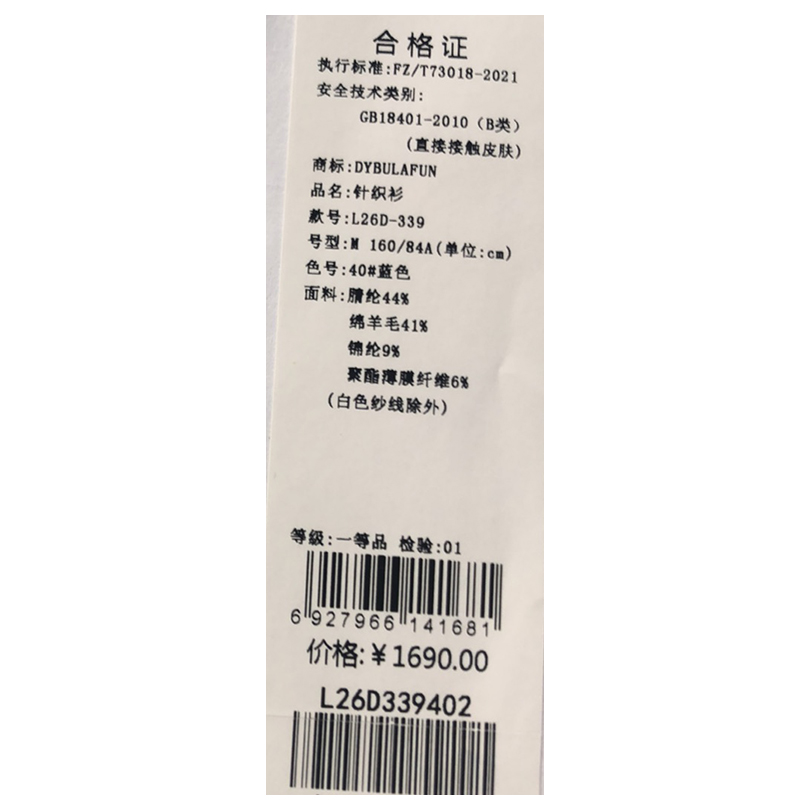 合格证
执行标准:FZ/T73018-2021
安全技术类别:
GB18401-2010（B类）
(直接接触皮肤)
商标:DYBULAFUN
品名:针织衫
款号:L26D-339
号型:M 160/84A(单位:cm)
色号:40#蓝色
面料:腈纶44%
绵羊毛41%
锦纶9%
聚酯薄膜纤维6%
(白色纱线除外)
等级:一等品 检验:01
6 927966 141681
价格:￥1690.00
L26D339402